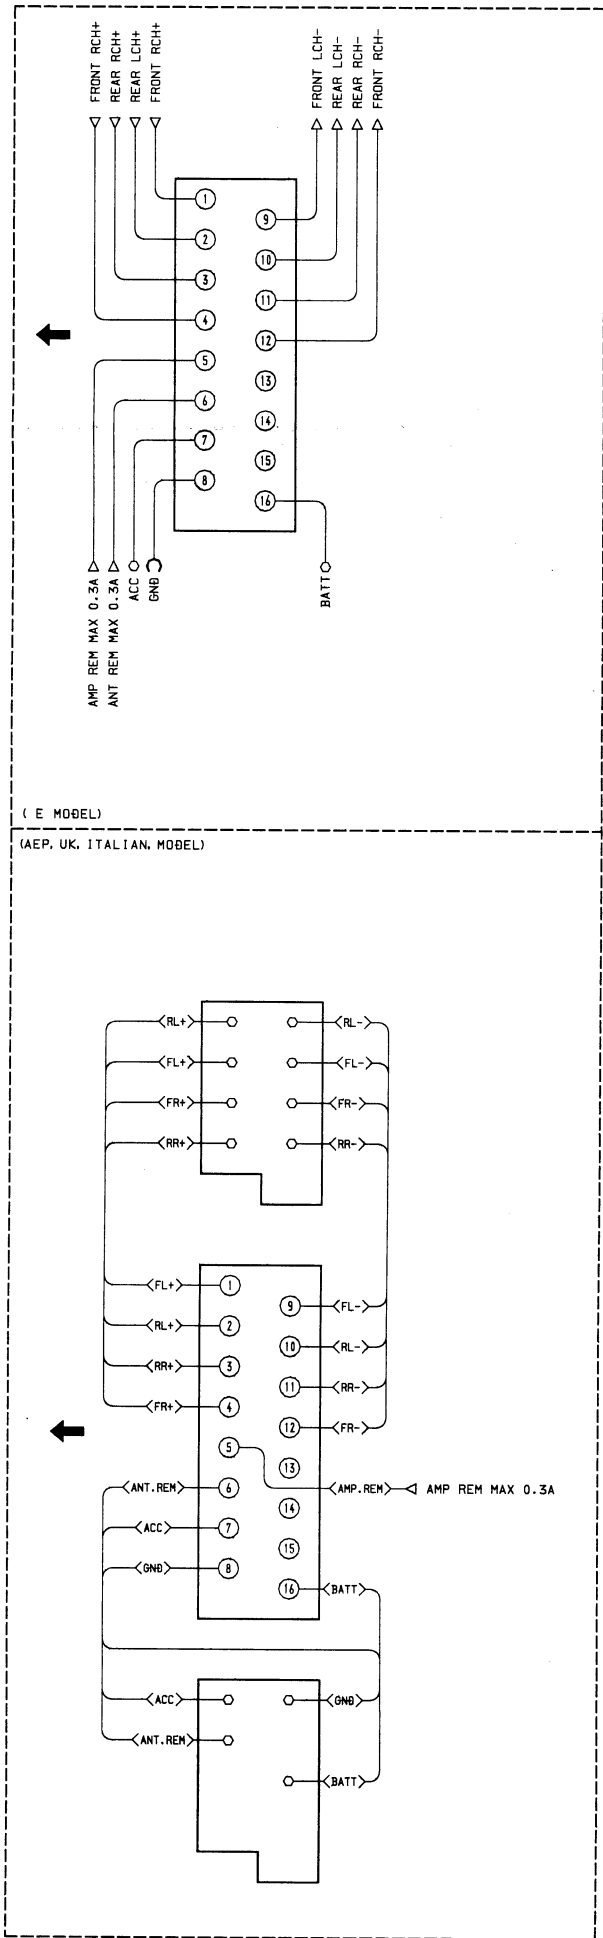 FRONT RCH+
REAR RCH+
REAR LCH+
FRONT RCH+
FRONT LCH-
REAR LCH-
REAR RCH-
FRONT RCH-
1
9
2
10
3
11
4
12
5
13
6
14
7
15
8
16
AMP REM MAX 0.3A
ANT REM MAX 0.3A
ACC
GND
BATT
( E MODEL)
(AEP, UK, ITALIAN, MODEL)
RL+ RL-
FL+ FL-
FR+ FR-
RR+ RR-
FL+ 1
9 FL-
RL+ 2
10 RL-
RR+ 3
11 RR-
FR+ 4
12 FR-
5
13
ANT.REM 6 AMP.REM AMP REM MAX 0.3A
14
ACC 7
15
GND 8
16 BATT
ACC GND
ANT.REM
BATT